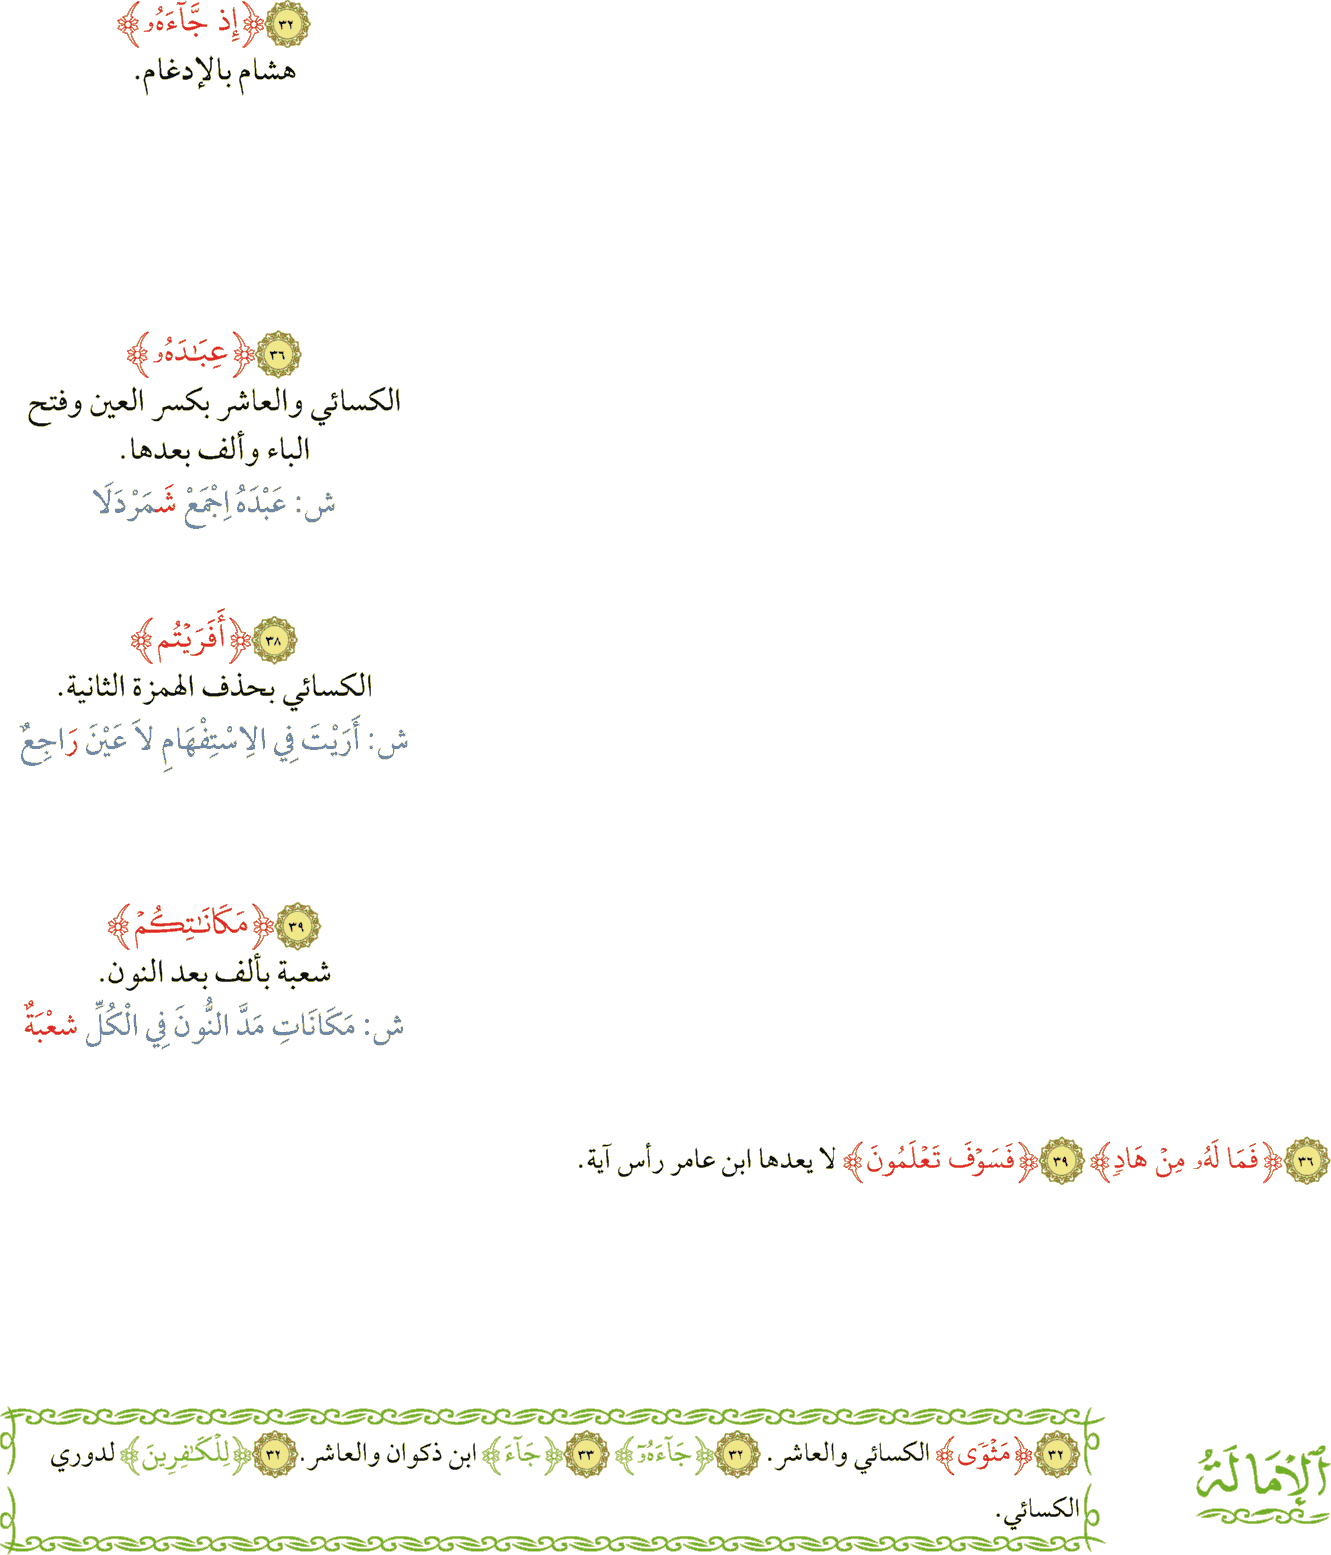 ٣٢ ﴿إِذ جَّآءَهُۥ﴾
هشام بالإدغام.
٣٦ ﴿عِبَـٰدَهُۥ﴾
الكسائي والعاشر بكسر العين وفتح
الباء وألف بعدها.
ش: عَبْدَهُ اِجْمَعْ شَمَرْدَلَا
٣٨ ﴿أَفَرَيْتُم﴾
الكسائي بحذف الهمزة الثانية.
ش: أَرَيْتَ فِي الِاسْتِفْهَامِ لاَ عَيْنَ رَاجِعٌ
٣٩ ﴿مَكَانَـٰتِكُمْ﴾
شعبة بألف بعد النون.
ش: مَكَانَاتِ مَدَّ النُّونَ فِي الْكُلِّ شعْبَةٌ
٣٦ ﴿فَمَا لَهُۥ مِنْ هَادٖ﴾ ٣٩ ﴿فَسَوْفَ تَعْلَمُونَ﴾ لا يعدها ابن عامر رأس آية.
ٱلْإِمَالَةُ
٣٢ ﴿مَثْوٗى﴾ الكسائي والعاشر. ٣٢ ﴿جَآءَهُۥٓ﴾ ٣٣ ﴿جَآءَ﴾ ابن ذكوان والعاشر. ٣٢ ﴿لِلْكَـٰفِرِينَ﴾ لدوري
الكسائي.